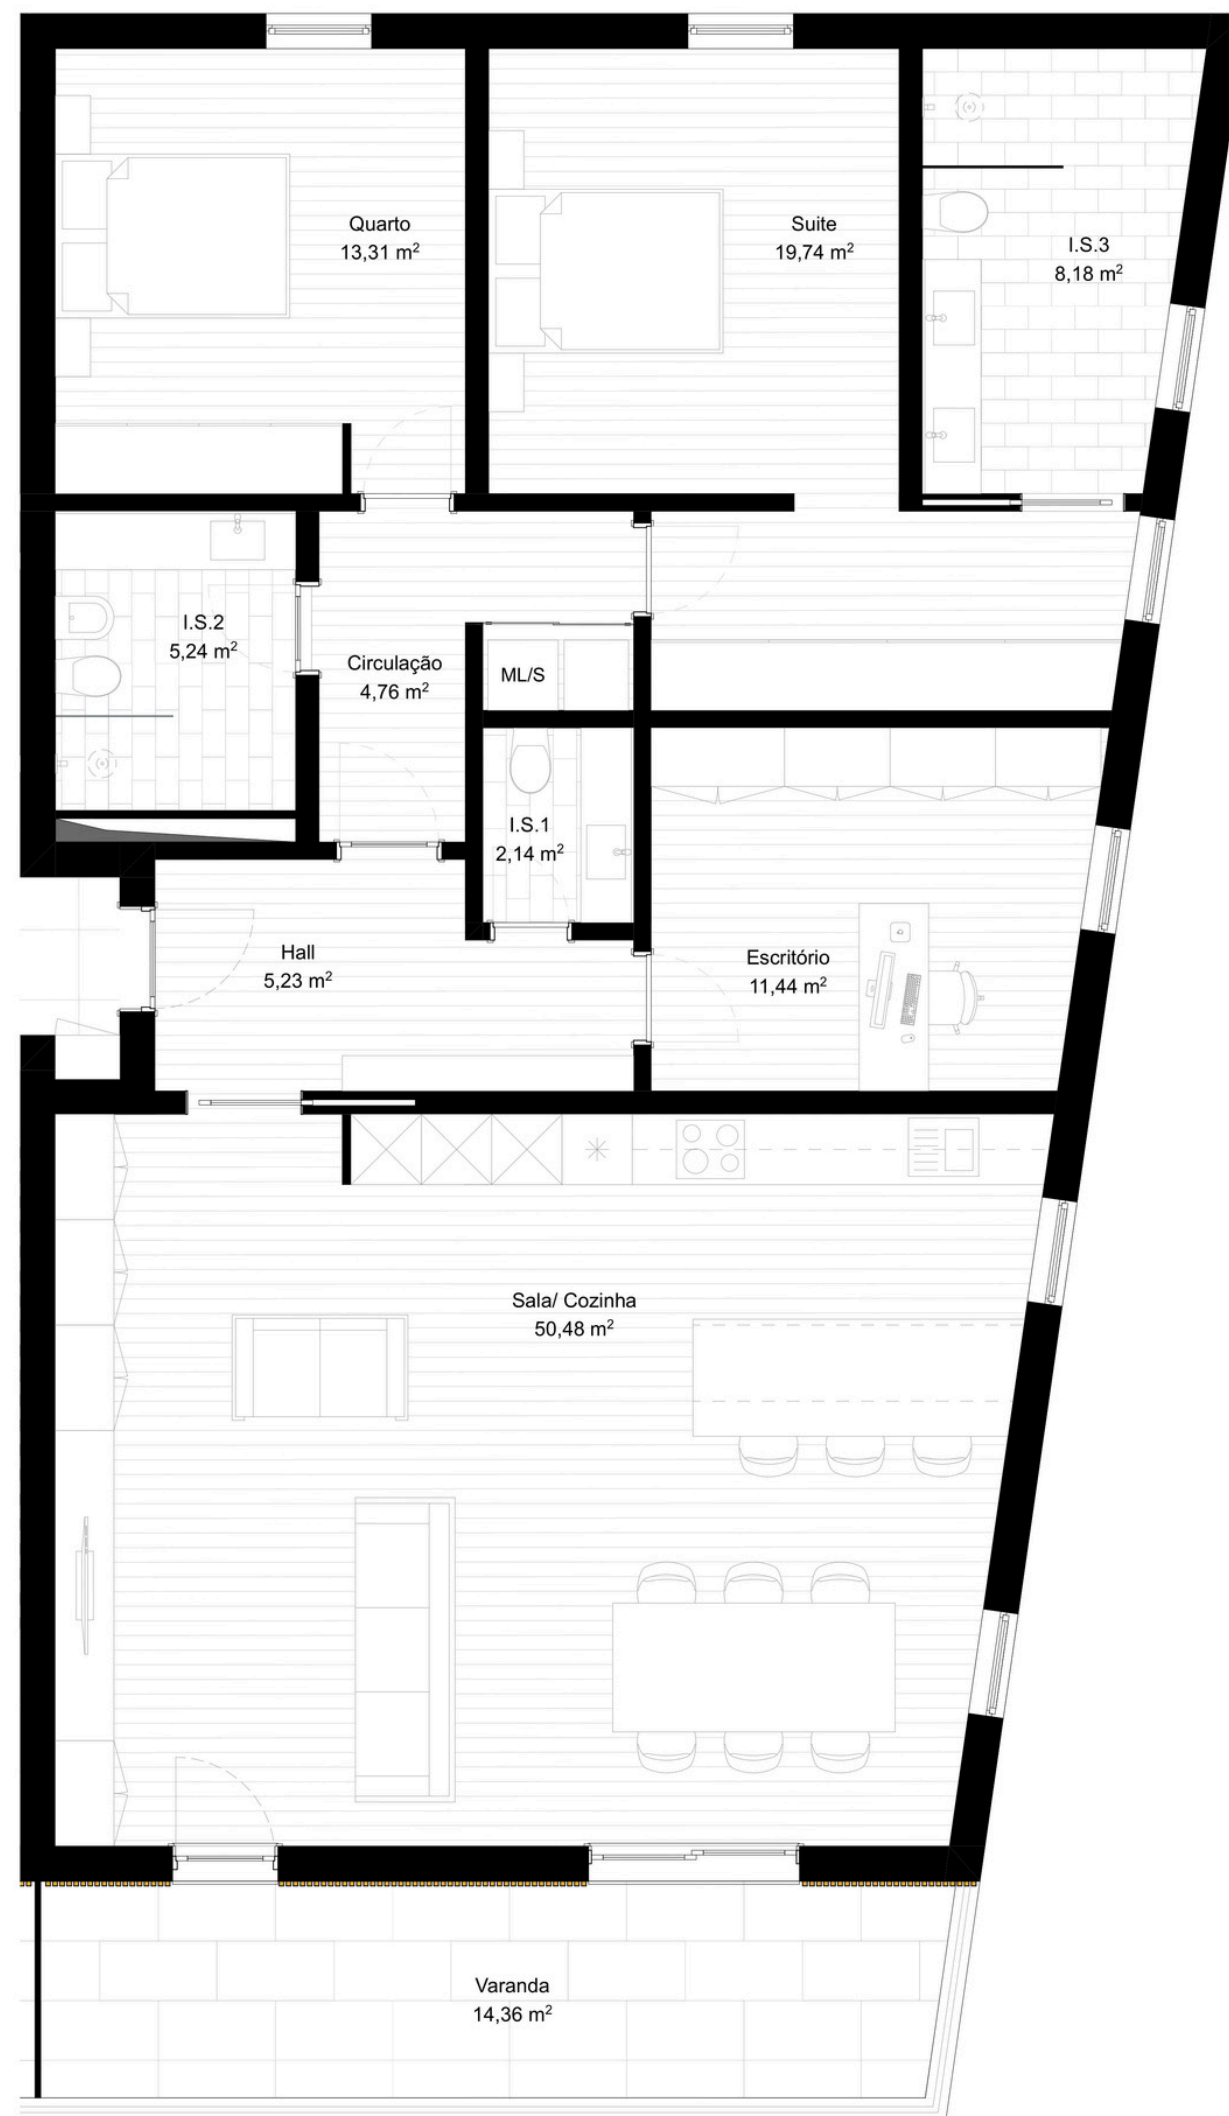 Quarto
13,31 m²
Suite
19,74 m²
I.S.3
8,18 m²
I.S.2
5,24 m²
Circulação
4,76 m²
ML/S
I.S.1
2,14 m²
Hall
5,23 m²
Escritório
11,44 m²
Sala/ Cozinha
50,48 m²
Varanda
14,36 m²